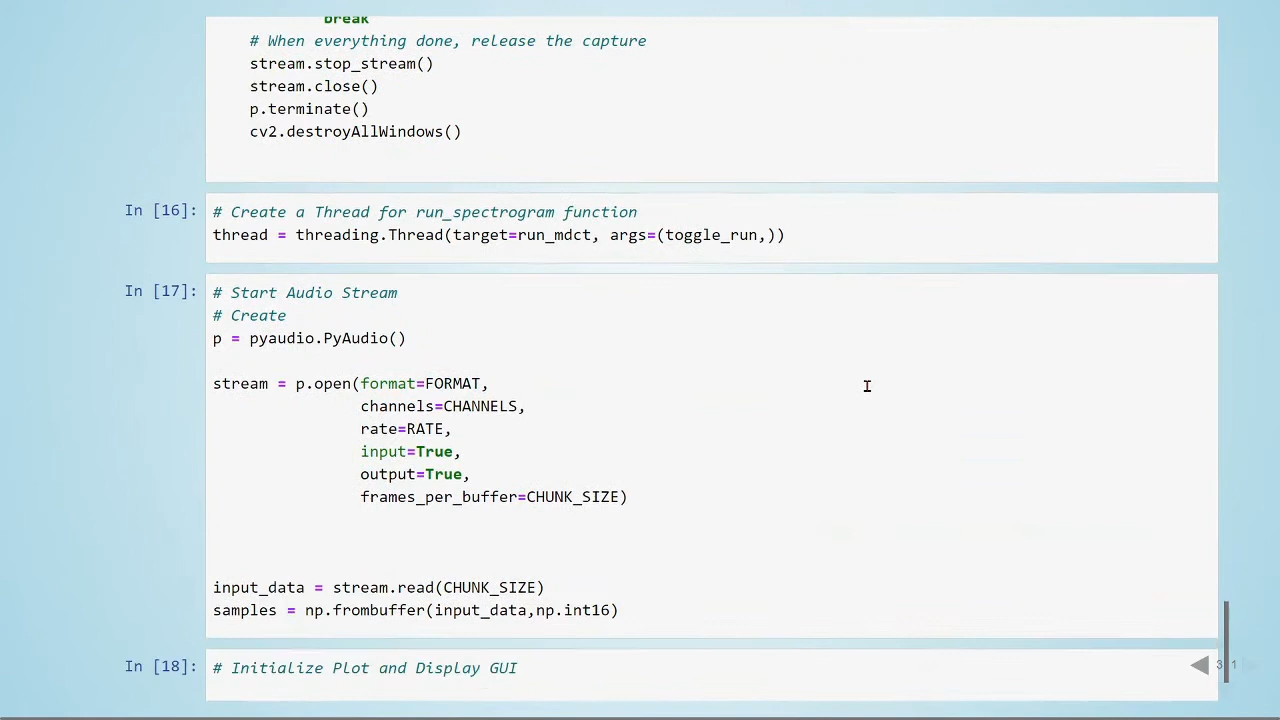 break
# When everything done, release the capture
stream.stop_stream()
stream.close()
p.terminate()
cv2.destroyAllWindows()
In [16]:
# Create a Thread for run_spectrogram function
thread = threading.Thread(target=run_mdct, args=(toggle_run,))
In [17]:
# Start Audio Stream
# Create
p = pyaudio.PyAudio()
stream = p.open(format=FORMAT,
channels=CHANNELS,
rate=RATE,
input=True,
output=True,
frames_per_buffer=CHUNK_SIZE)
input_data = stream.read(CHUNK_SIZE)
samples = np.frombuffer(input_data,np.int16)
In [18]:
# Initialize Plot and Display GUI
3 1